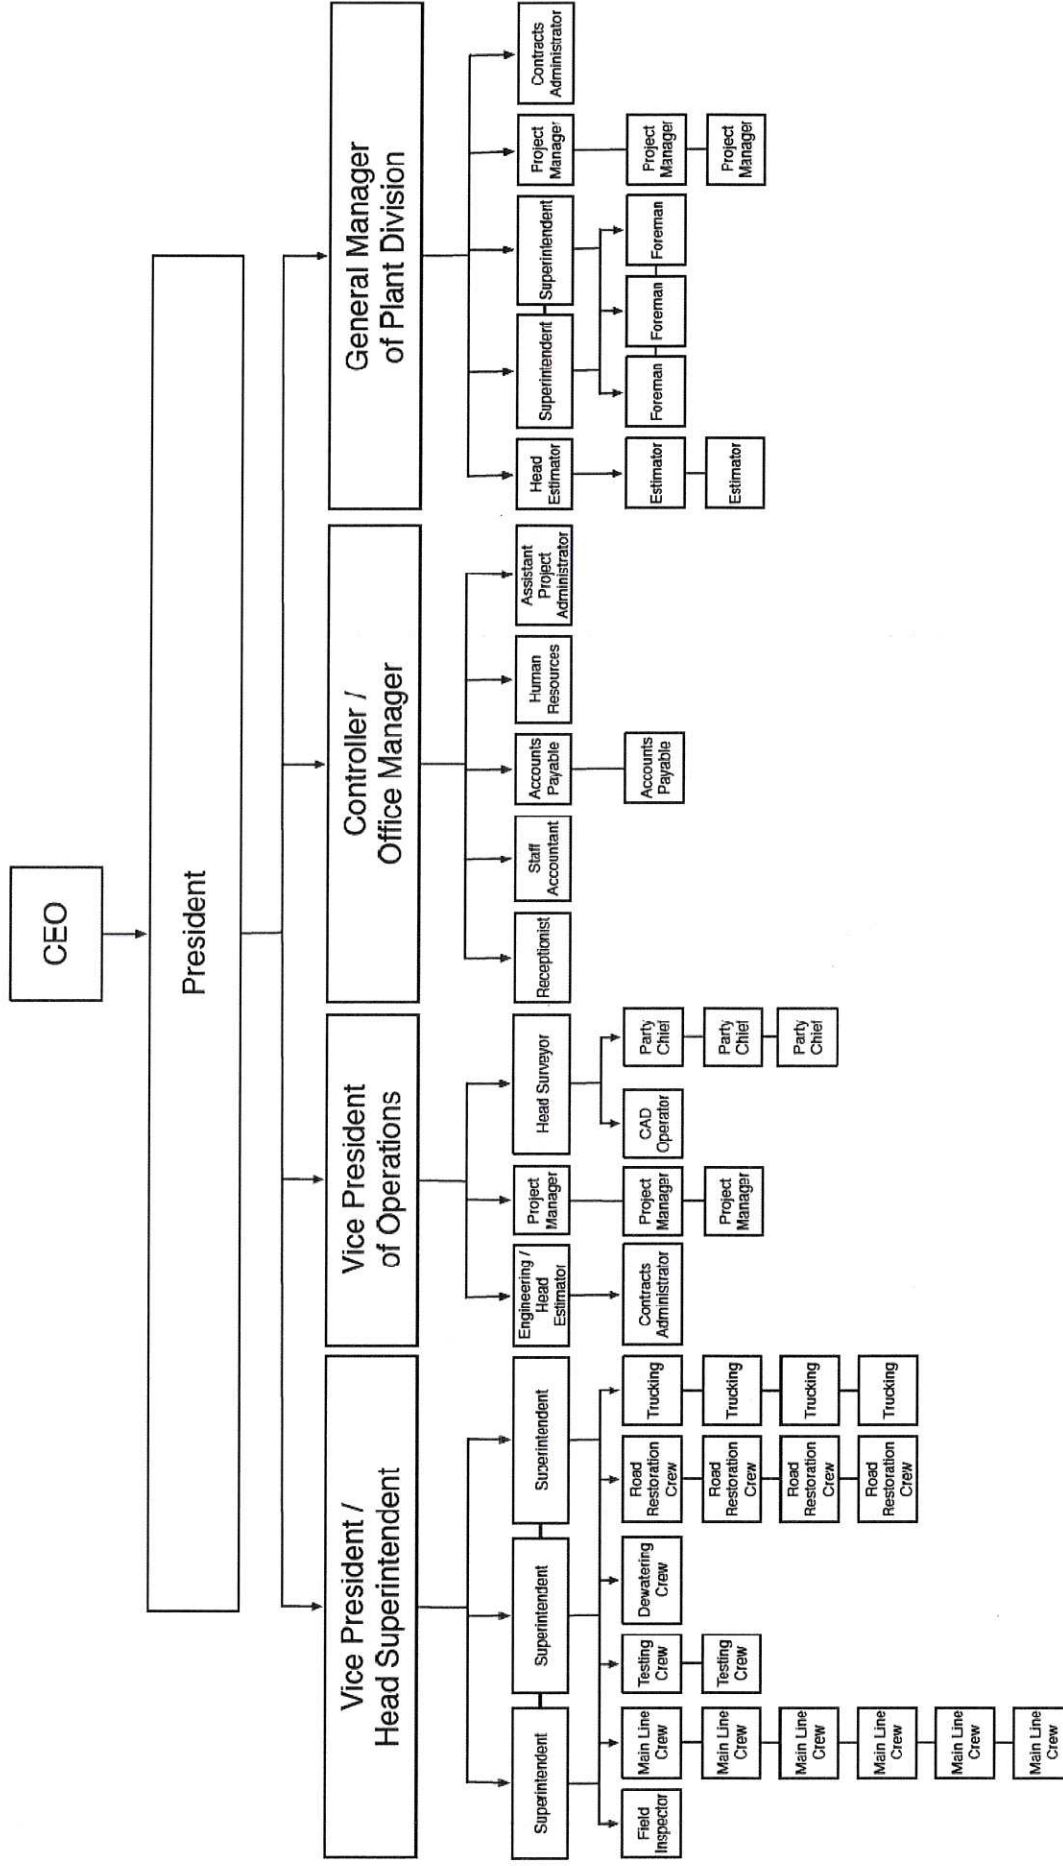 CEO
President
Vice President /
Head Superintendent
Vice President
of Operations
Controller /
Office Manager
General Manager
of Plant Division
Superintendent
Superintendent
Superintendent
Engineering /
Head
Estimator
Project
Manager
Head Surveyor
Receptionist
Staff
Accountant
Accounts
Payable
Human
Resources
Assistant
Project
Administrator
Head
Estimator
Superintendent
Superintendent
Project
Manager
Contracts
Administrator
Field
Inspector
Main Line
Crew
Testing
Crew
Dewatering
Crew
Road
Restoration
Crew
Trucking
Contracts
Administrator
Project
Manager
CAD
Operator
Party
Chief
Accounts
Payable
Estimator
Foreman
Foreman
Foreman
Project
Manager
Main Line
Crew
Testing
Crew
Road
Restoration
Crew
Trucking
Project
Manager
Party
Chief
Estimator
Project
Manager
Main Line
Crew
Road
Restoration
Crew
Trucking
Party
Chief
Main Line
Crew
Road
Restoration
Crew
Trucking
Main Line
Crew
Main Line
Crew